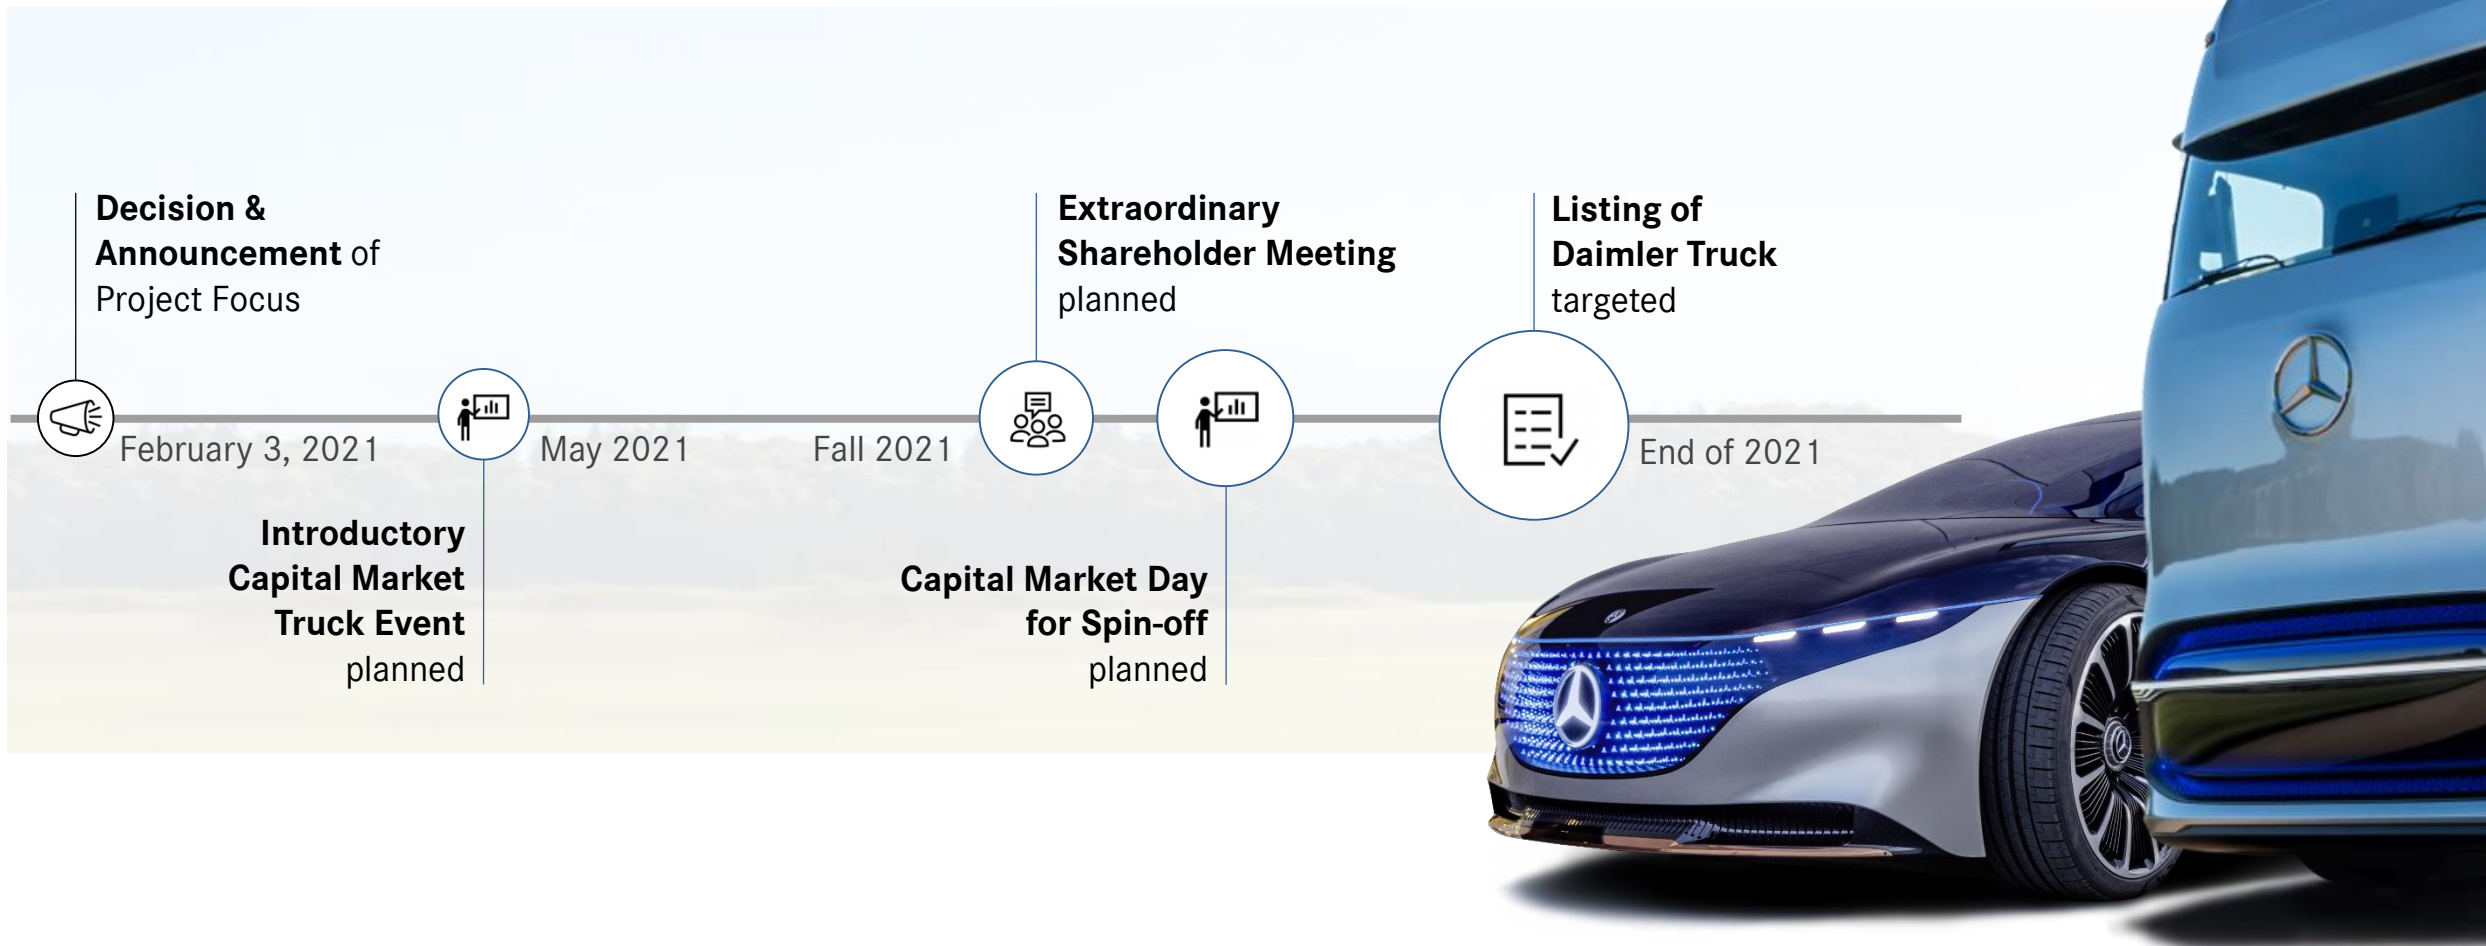 Decision &
Announcement of
Project Focus
February 3, 2021
Introductory
Capital Market
Truck Event
planned
May 2021
Fall 2021
Extraordinary
Shareholder Meeting
planned
Capital Market Day
for Spin-off
planned
Listing of
Daimler Truck
targeted
End of 2021